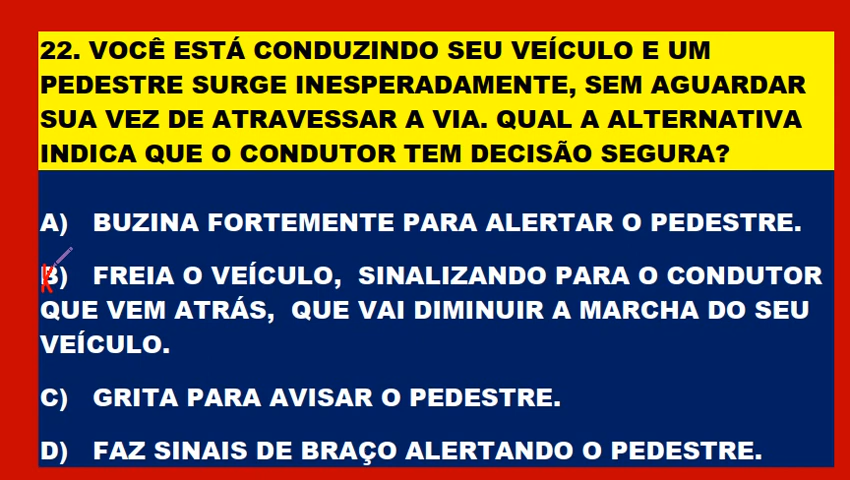 22. VOCÊ ESTÁ CONDUZINDO SEU VEÍCULO E UM
PEDESTRE SURGE INESPERADAMENTE, SEM AGUARDAR
SUA VEZ DE ATRAVESSAR A VIA. QUAL A ALTERNATIVA
INDICA QUE O CONDUTOR TEM DECISÃO SEGURA?
A) BUZINA FORTEMENTE PARA ALERTAR O PEDESTRE.
B) FREIA O VEÍCULO, SINALIZANDO PARA O CONDUTOR
QUE VEM ATRÁS, QUE VAI DIMINUIR A MARCHA DO SEU
VEÍCULO.
C) GRITA PARA AVISAR O PEDESTRE.
D) FAZ SINAIS DE BRAÇO ALERTANDO O PEDESTRE.